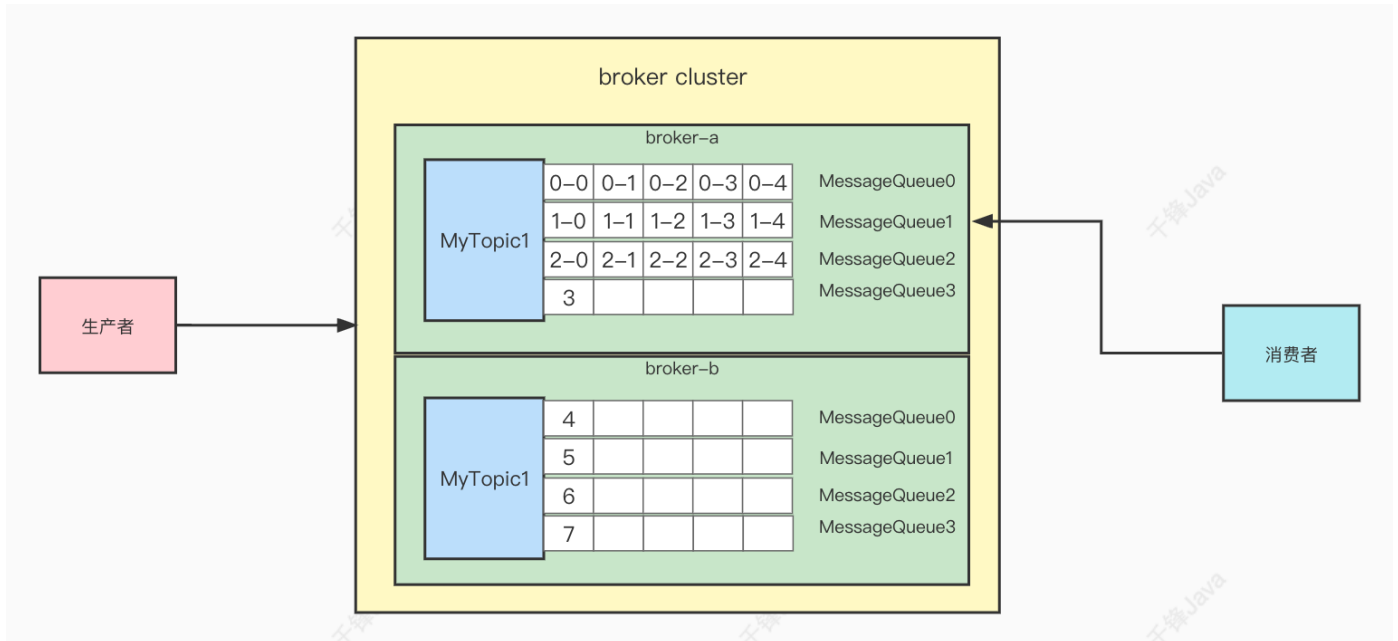 broker cluster
broker-a
MyTopic1
0-0 0-1 0-2 0-3 0-4 MessageQueue0
1-0 1-1 1-2 1-3 1-4 MessageQueue1
2-0 2-1 2-2 2-3 2-4 MessageQueue2
3 MessageQueue3
生产者
消费者
broker-b
MyTopic1
4 MessageQueue0
5 MessageQueue1
6 MessageQueue2
7 MessageQueue3
千锋Java
千锋Java